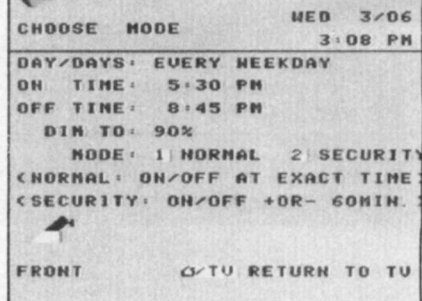 CHOOSE MODE
WED 3/06
3:08 PM
DAY/DAYS: EVERY WEEKDAY
ON TIME: 5:30 PM
OFF TIME: 8:45 PM
DIM TO: 90%
MODE: 1 NORMAL 2 SECURITY
<NORMAL: ON/OFF AT EXACT TIME>
<SECURITY: ON/OFF +OR- 60MIN.>
FRONT
/TV RETURN TO TV